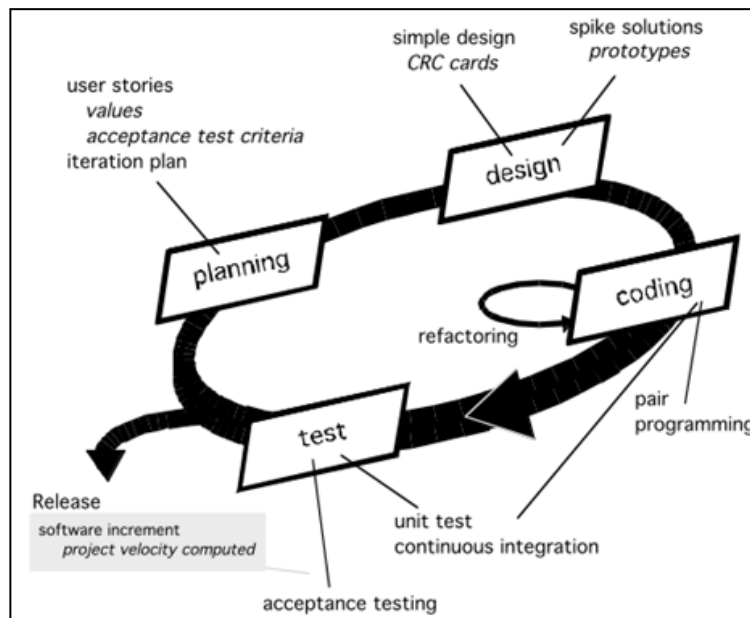 spike solutions
prototypes
simple design
CRC cards
user stories
values
acceptance test criteria
iteration plan
design
planning
coding
refactoring
test
pair
programming
unit test
continuous integration
Release
software increment
project velocity computed
acceptance testing